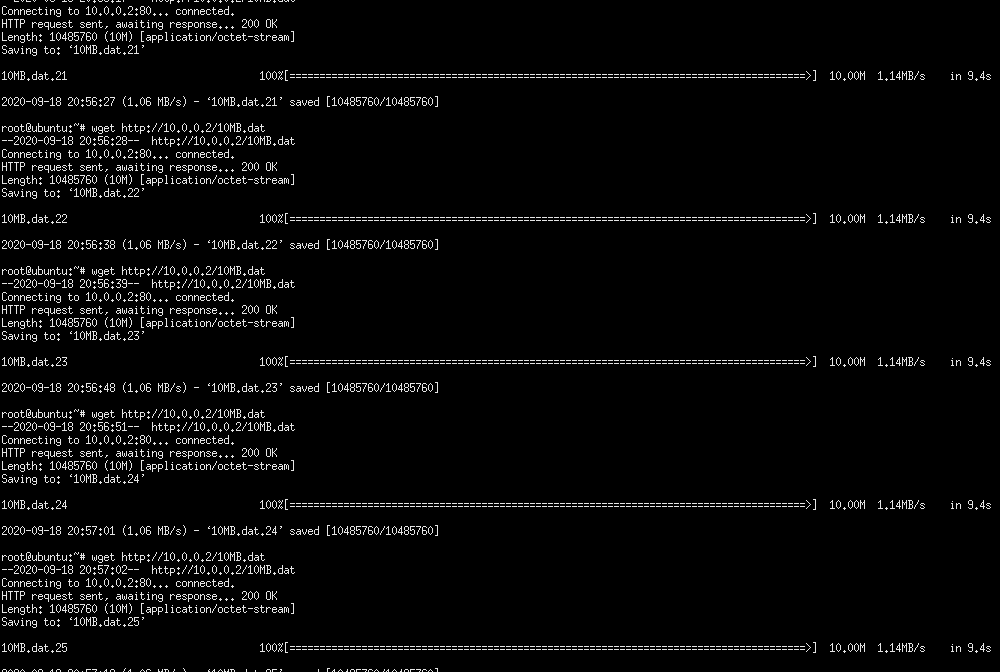 Connecting to 10.0.0.2:80... connected.
HTTP request sent, awaiting response... 200 OK
Length: 10485760 (10M) [application/octet-stream]
Saving to: ‘10MB.dat.21’
10MB.dat.21 100%[======================================================================================>] 10.00M 1.14MB/s in 9.4s
2020-09-18 20:56:27 (1.06 MB/s) - ‘10MB.dat.21’ saved [10485760/10485760]
root@ubuntu:~# wget http://10.0.0.2/10MB.dat
--2020-09-18 20:56:28-- http://10.0.0.2/10MB.dat
Connecting to 10.0.0.2:80... connected.
HTTP request sent, awaiting response... 200 OK
Length: 10485760 (10M) [application/octet-stream]
Saving to: ‘10MB.dat.22’
10MB.dat.22 100%[======================================================================================>] 10.00M 1.14MB/s in 9.4s
2020-09-18 20:56:38 (1.06 MB/s) - ‘10MB.dat.22’ saved [10485760/10485760]
root@ubuntu:~# wget http://10.0.0.2/10MB.dat
--2020-09-18 20:56:39-- http://10.0.0.2/10MB.dat
Connecting to 10.0.0.2:80... connected.
HTTP request sent, awaiting response... 200 OK
Length: 10485760 (10M) [application/octet-stream]
Saving to: ‘10MB.dat.23’
10MB.dat.23 100%[======================================================================================>] 10.00M 1.14MB/s in 9.4s
2020-09-18 20:56:48 (1.06 MB/s) - ‘10MB.dat.23’ saved [10485760/10485760]
root@ubuntu:~# wget http://10.0.0.2/10MB.dat
--2020-09-18 20:56:51-- http://10.0.0.2/10MB.dat
Connecting to 10.0.0.2:80... connected.
HTTP request sent, awaiting response... 200 OK
Length: 10485760 (10M) [application/octet-stream]
Saving to: ‘10MB.dat.24’
10MB.dat.24 100%[======================================================================================>] 10.00M 1.14MB/s in 9.4s
2020-09-18 20:57:01 (1.06 MB/s) - ‘10MB.dat.24’ saved [10485760/10485760]
root@ubuntu:~# wget http://10.0.0.2/10MB.dat
--2020-09-18 20:57:02-- http://10.0.0.2/10MB.dat
Connecting to 10.0.0.2:80... connected.
HTTP request sent, awaiting response... 200 OK
Length: 10485760 (10M) [application/octet-stream]
Saving to: ‘10MB.dat.25’
10MB.dat.25 100%[======================================================================================>] 10.00M 1.14MB/s in 9.4s